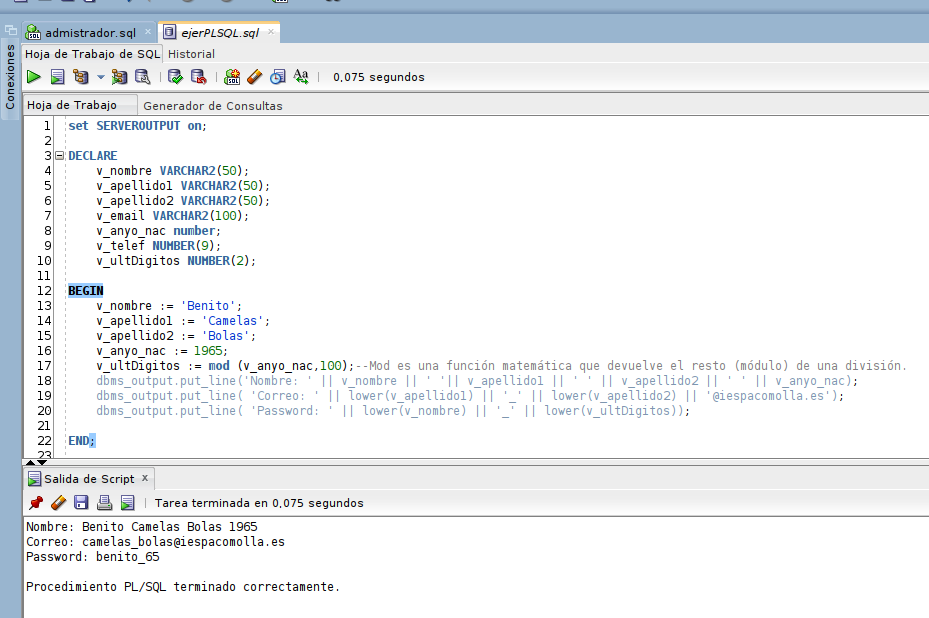 admistrador.sql
ejerPLSQL.sql
Conexiones
Hoja de Trabajo de SQL Historial
0,075 segundos
Hoja de Trabajo Generador de Consultas
1 set SERVEROUTPUT on;
2
3 DECLARE
4 v_nombre VARCHAR2(50);
5 v_apellido1 VARCHAR2(50);
6 v_apellido2 VARCHAR2(50);
7 v_email VARCHAR2(100);
8 v_anyo_nac number;
9 v_telef NUMBER(9);
10 v_ultDigitos NUMBER(2);
11
12 BEGIN
13 v_nombre := 'Benito';
14 v_apellido1 := 'Camelas';
15 v_apellido2 := 'Bolas';
16 v_anyo_nac := 1965;
17 v_ultDigitos := mod (v_anyo_nac,100);--Mod es una función matemática que devuelve el resto (módulo) de una división.
18 dbms_output.put_line('Nombre: ' || v_nombre || ' '|| v_apellido1 || ' ' || v_apellido2 || ' ' || v_anyo_nac);
19 dbms_output.put_line( 'Correo: ' || lower(v_apellido1) || '_' || lower(v_apellido2) || '@iespacomolla.es');
20 dbms_output.put_line( 'Password: ' || lower(v_nombre) || '_' || lower(v_ultDigitos));
21
22 END;
23
Salida de Script
Tarea terminada en 0,075 segundos
Nombre: Benito Camelas Bolas 1965
Correo: camelas_bolas@iespacomolla.es
Password: benito_65
Procedimiento PL/SQL terminado correctamente.